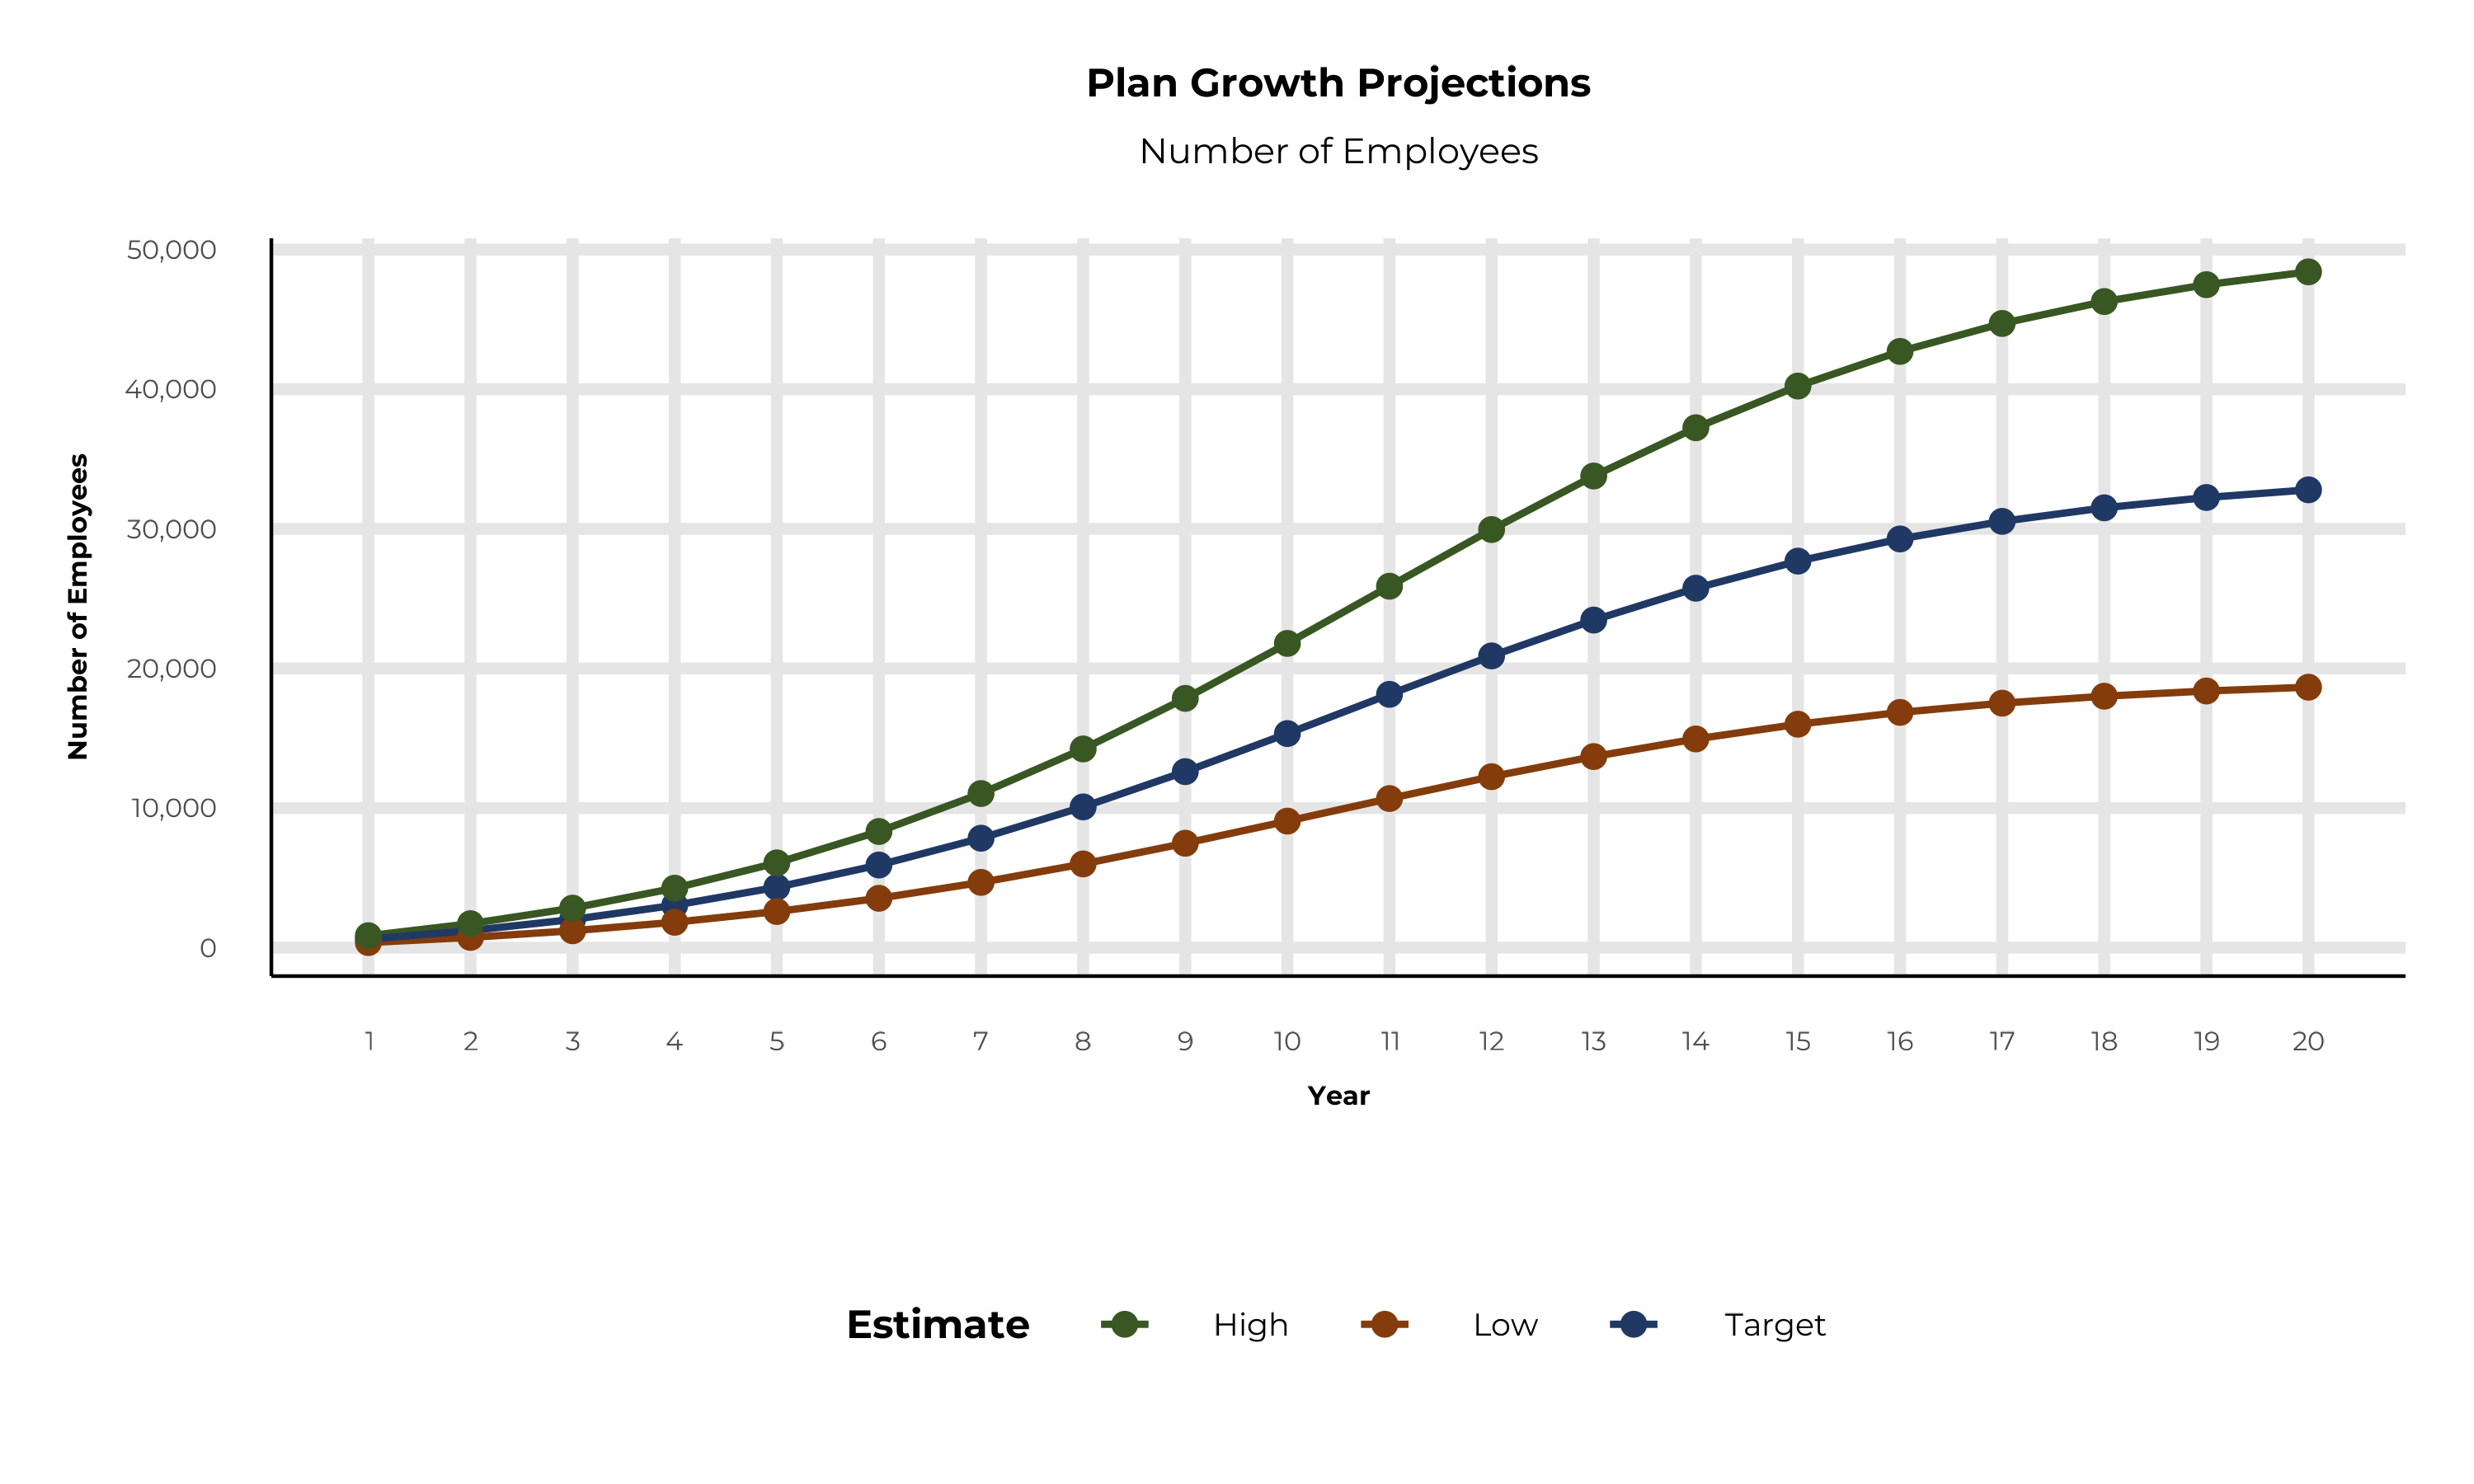 Plan Growth Projections
Number of Employees
50,000
40,000
30,000
20,000
10,000
0
Number of Employees
1 2 3 4 5 6 7 8 9 10 11 12 13 14 15 16 17 18 19 20
Year
Estimate High Low Target